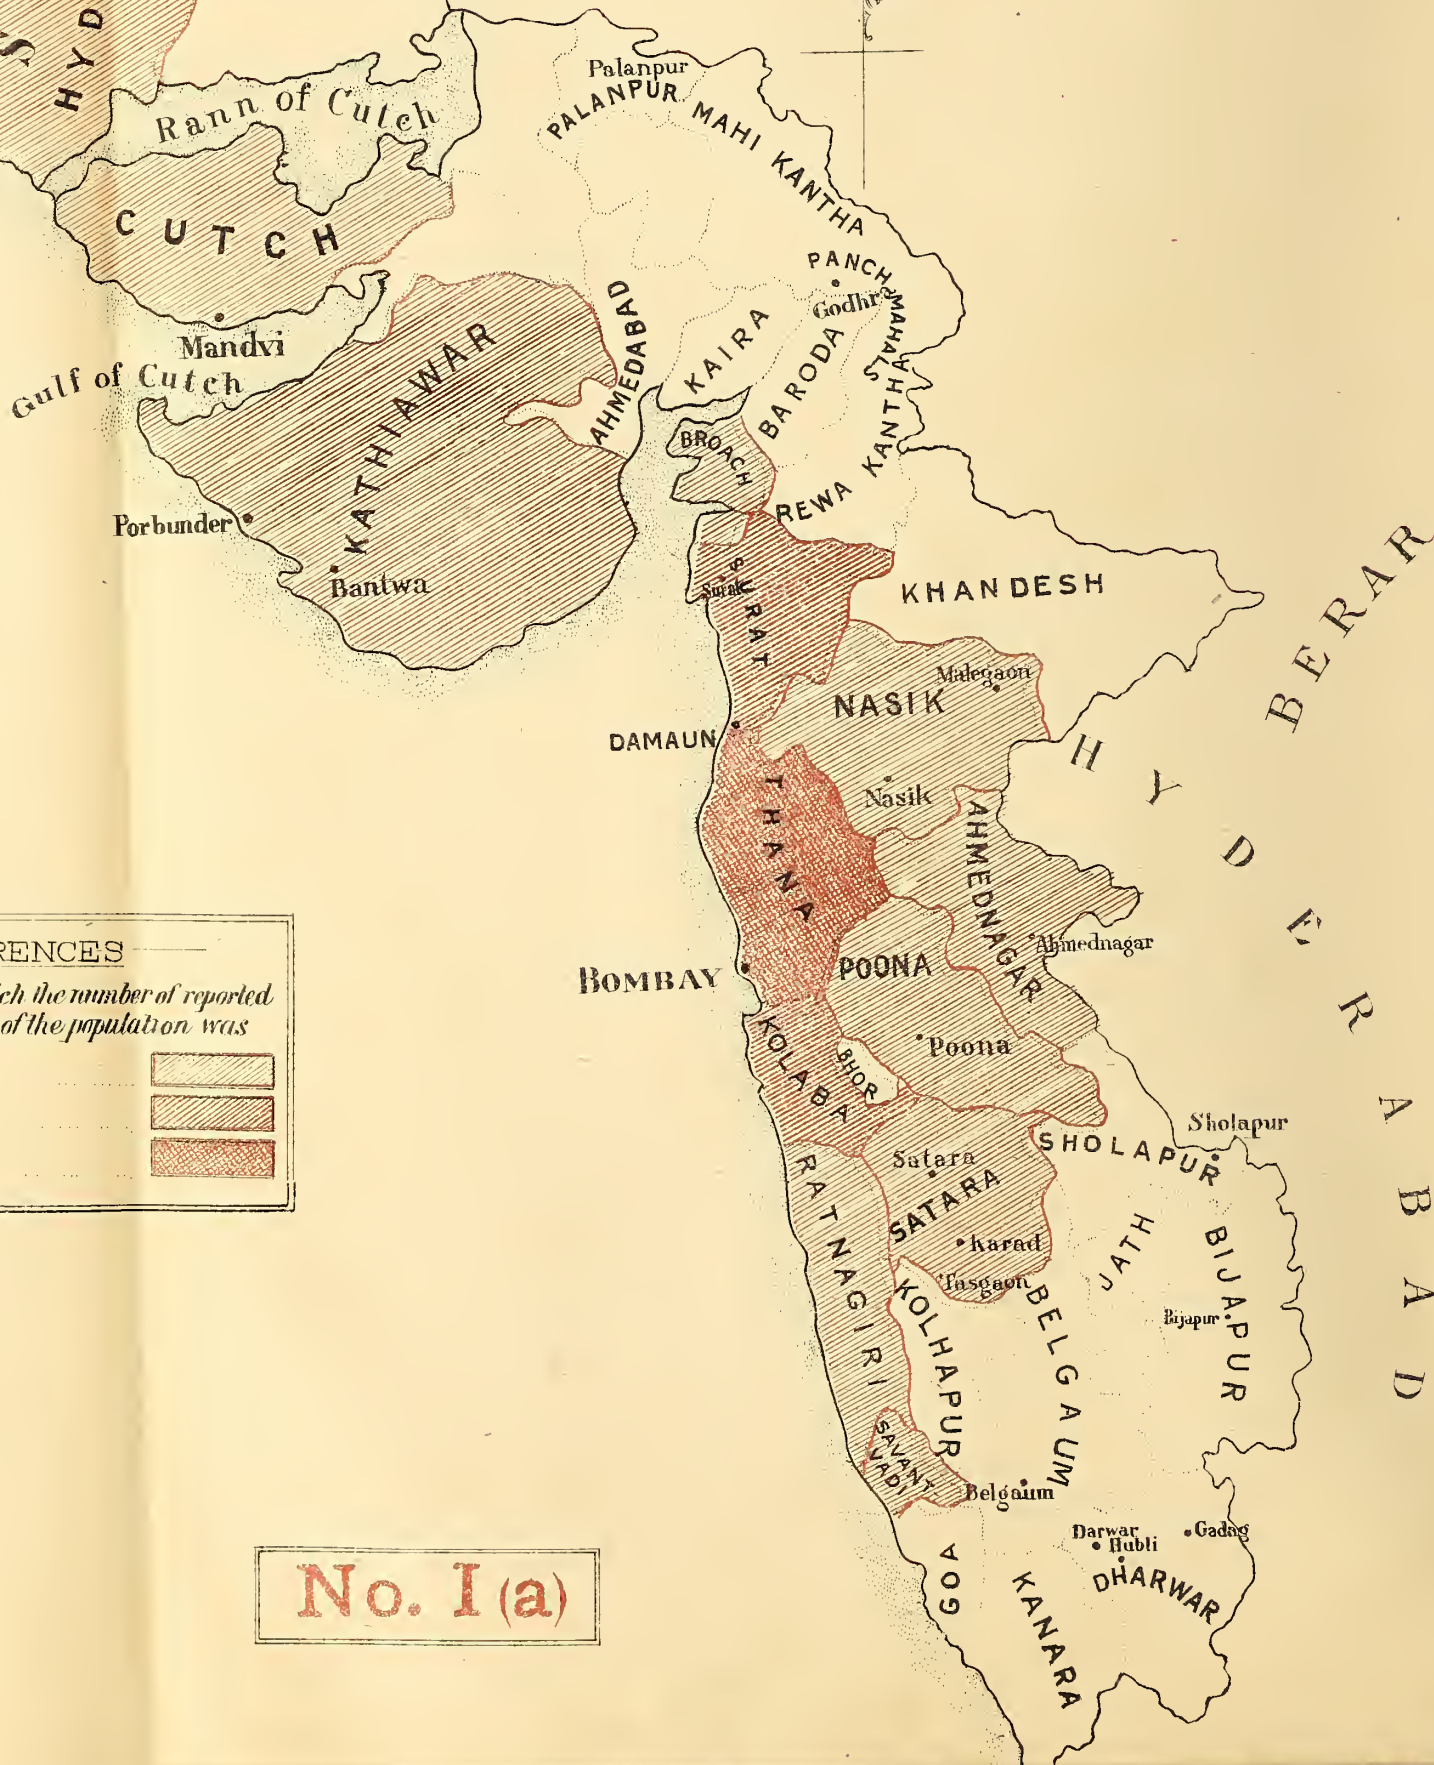 S
HYD
Rann of Cutch
CUTCH
Mandvi
Gulf of Cutch
Palanpur
PALANPUR
MAHI KANTHA
PANCH MAHALS
Godhra
AHMEDABAD
KAIRA
BARODA
KATHIAWAR
BROACH
REWA KANTHA
Porbunder
Bantwa
SURAT
Surat
KHANDESH
BERAR
Malegaon
NASIK
DAMAUN
HYDERABAD
Nasik
THANA
AHMEDNAGAR
Ahmednagar
BOMBAY
POONA
RENCES
ch the number of reported
of the population was
KOLABA
BHOR
Poona
Sholapur
SHOLAPUR
Satara
SATARA
Karad
Tasgaon
RATNAGIRI
JATH
BIJAPUR
Bijapur
KOLHAPUR
BELGAUM
SAVANT
VADI
Belgaum
Darwar
Hubli
Gadag
DHARWAR
GOA
KANARA
No. I (a)